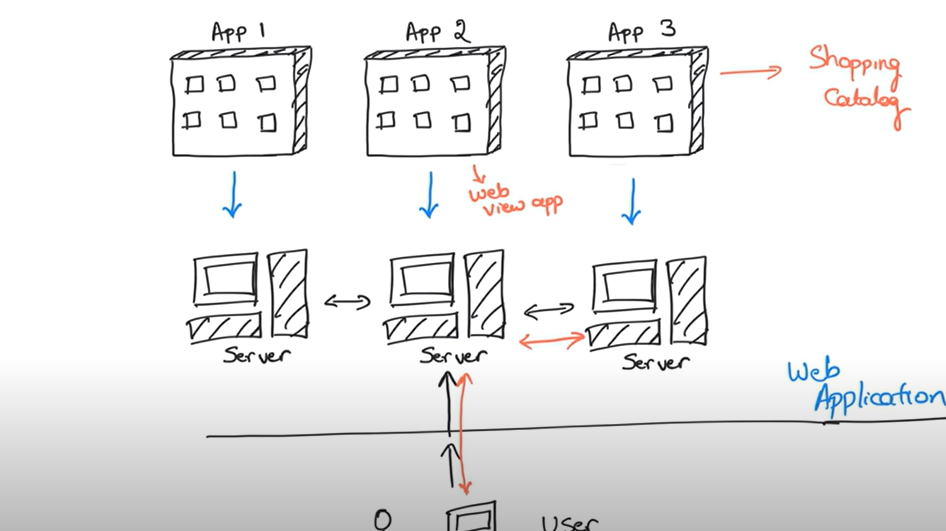 App 1
App 2
App 3
Shopping
Catalog
Web
view app
Server
Server
Server
Web
Application
User